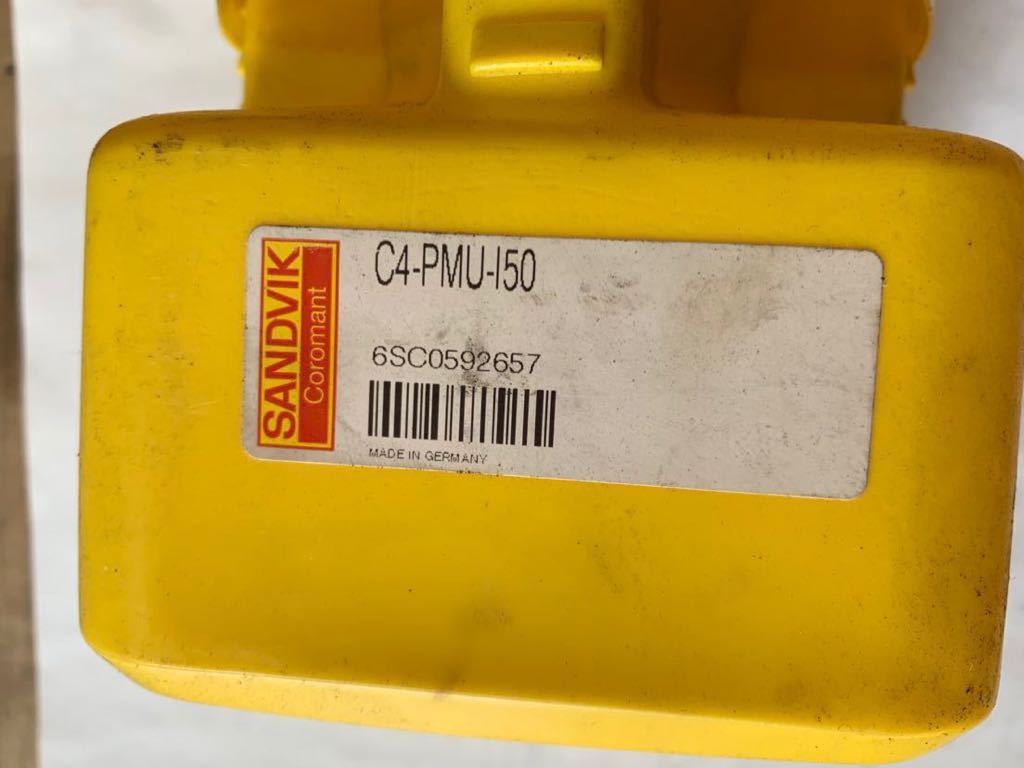 SANDVIK
Coromant
C4-PMU-I50
6SC0592657
MADE IN GERMANY